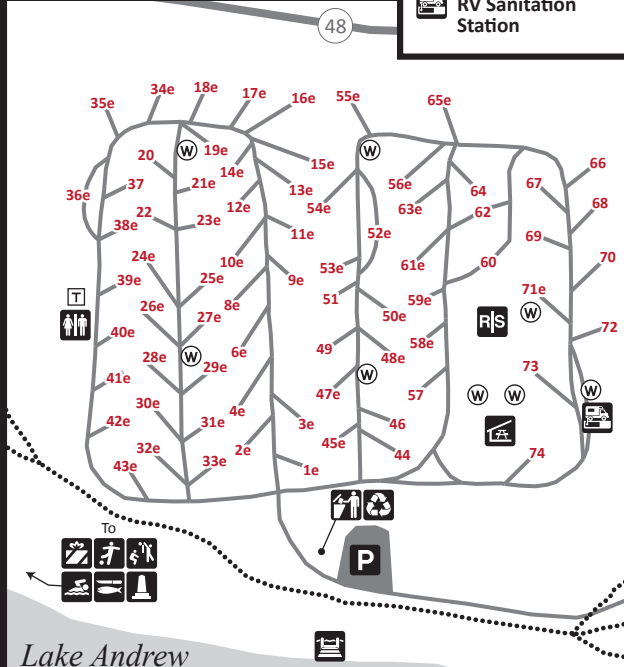 RV Sanitation
Station
48
34e
18e
17e
16e
55e
65e
35e
W
W
20
19e
14e
15e
66
37
21e
13e
56e
64
67
36e
22
12e
54e
63e
62
68
38e
23e
11e
52e
69
24e
10e
53e
61e
60
70
39e
25e
9e
51
59e
71e
T
26e
27e
8e
50e
R|S
W
40e
28e
W
6e
49
48e
58e
72
41e
29e
W
73
30e
4e
47e
57
W
W
W
42e
31e
3e
46
32e
2e
45e
44
74
43e
33e
1e
To
P
Lake Andrew